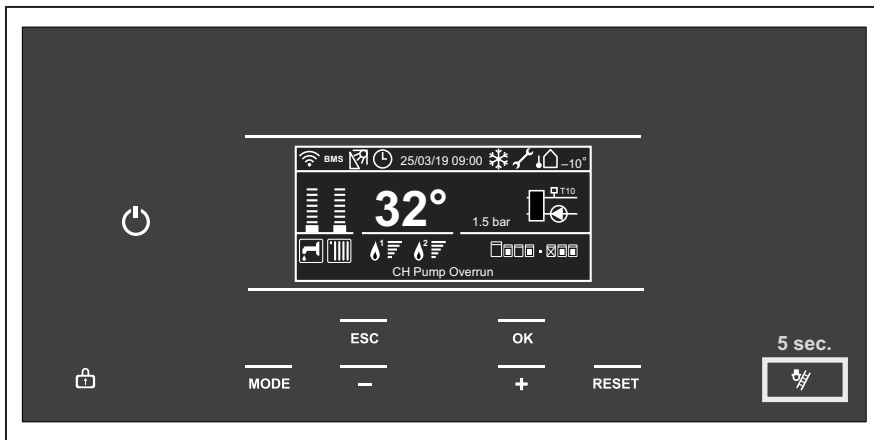 BMS 25/03/19 09:00 –10°
32° 1.5 bar T10
1 2
CH Pump Overrun
ESC OK
5 sec.
MODE – + RESET